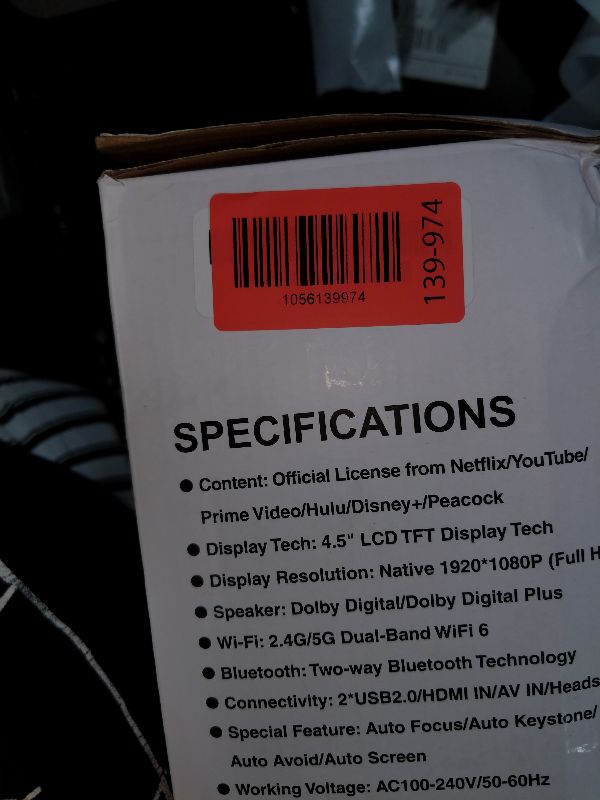 1056139974
139-974
SPECIFICATIONS
● Content: Official License from Netflix/YouTube/
Prime Video/Hulu/Disney+/Peacock
● Display Tech: 4.5" LCD TFT Display Tech
● Display Resolution: Native 1920*1080P (Full H
● Speaker: Dolby Digital/Dolby Digital Plus
● Wi-Fi: 2.4G/5G Dual-Band WiFi 6
● Bluetooth: Two-way Bluetooth Technology
● Connectivity: 2*USB2.0/HDMI IN/AV IN/Heads
● Special Feature: Auto Focus/Auto Keystone/
Auto Avoid/Auto Screen
● Working Voltage: AC100-240V/50-60Hz